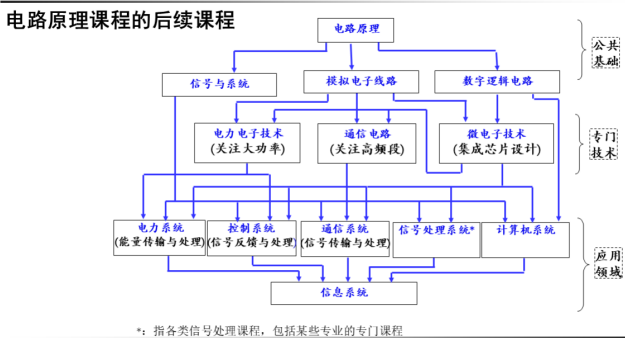 电路原理课程的后续课程
电路原理
公共
基础
信号与系统
模拟电子线路
数字逻辑电路
电力电子技术
(关注大功率)
通信电路
(关注高频段)
微电子技术
(集成芯片设计)
专门
技术
电力系统
(能量传输与处理)
控制系统
(信号反馈与处理)
通信系统
(信号传输与处理)
信号处理系统*
计算机系统
应用
领域
信息系统
*：指各类信号处理课程，包括某些专业的专门课程